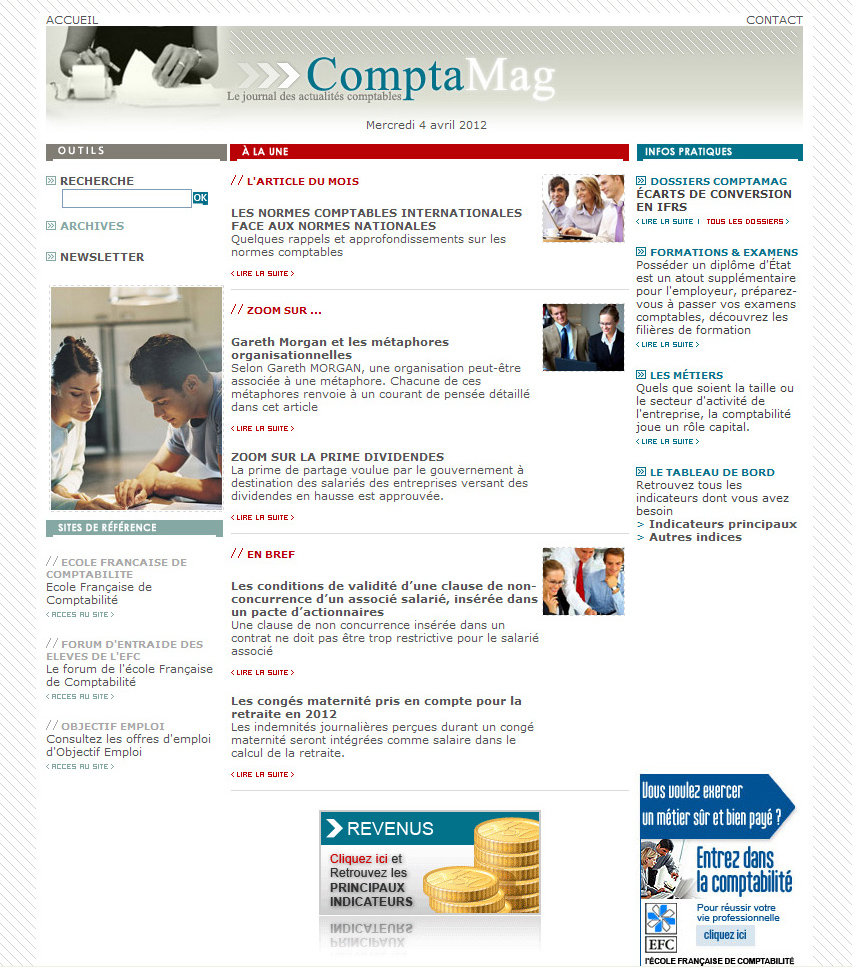 ACCUEIL
CONTACT
ComptaMag
Le journal des actualités comptables
Mercredi 4 avril 2012
OUTILS
RECHERCHE
OK
ARCHIVES
NEWSLETTER
SITES DE RÉFÉRENCE
// ECOLE FRANCAISE DE
COMPTABILITE
Ecole Française de
Comptabilité
< ACCES AU SITE >
// FORUM D'ENTRAIDE DES
ELEVES DE L'EFC
Le forum de l'école Française
de Comptabilité
< ACCES AU SITE >
// OBJECTIF EMPLOI
Consultez les offres d'emploi
d'Objectif Emploi
< ACCES AU SITE >
À LA UNE
// L'ARTICLE DU MOIS
LES NORMES COMPTABLES INTERNATIONALES
FACE AUX NORMES NATIONALES
Quelques rappels et approfondissements sur les
normes comptables
< LIRE LA SUITE >
// ZOOM SUR ...
Gareth Morgan et les métaphores
organisationnelles
Selon Gareth MORGAN, une organisation peut-être
associée à une métaphore. Chacune de ces
métaphores renvoie à un courant de pensée détaillé
dans cet article
< LIRE LA SUITE >
ZOOM SUR LA PRIME DIVIDENDES
La prime de partage voulue par le gouvernement à
destination des salariés des entreprises versant des
dividendes en hausse est approuvée.
< LIRE LA SUITE >
// EN BREF
Les conditions de validité d’une clause de non-
concurrence d’un associé salarié, insérée dans
un pacte d’actionnaires
Une clause de non concurrence insérée dans un
contrat ne doit pas être trop restrictive pour le salarié
associé
< LIRE LA SUITE >
Les congés maternité pris en compte pour la
retraite en 2012
Les indemnités journalières perçues durant un congé
maternité seront intégrées comme salaire dans le
calcul de la retraite.
< LIRE LA SUITE >
REVENUS
Cliquez ici et
Retrouvez les
PRINCIPAUX
INDICATEURS
INFOS PRATIQUES
DOSSIERS COMPTAMAG
ÉCARTS DE CONVERSION
EN IFRS
< LIRE LA SUITE | TOUS LES DOSSIERS >
FORMATIONS & EXAMENS
Posséder un diplôme d'État
est un atout supplémentaire
pour l'employeur, préparez-
vous à passer vos examens
comptables, découvrez les
filières de formation
< LIRE LA SUITE >
LES MÉTIERS
Quels que soient la taille ou
le secteur d'activité de
l'entreprise, la comptabilité
joue un rôle capital.
< LIRE LA SUITE >
LE TABLEAU DE BORD
Retrouvez tous les
indicateurs dont vous avez
besoin
> Indicateurs principaux
> Autres indices
Vous voulez exercer
un métier sûr et bien payé ?
Entrez dans
la comptabilité
Pour réussir votre
vie professionnelle
cliquez ici
EFC
l'ÉCOLE FRANÇAISE DE COMPTABILITÉ